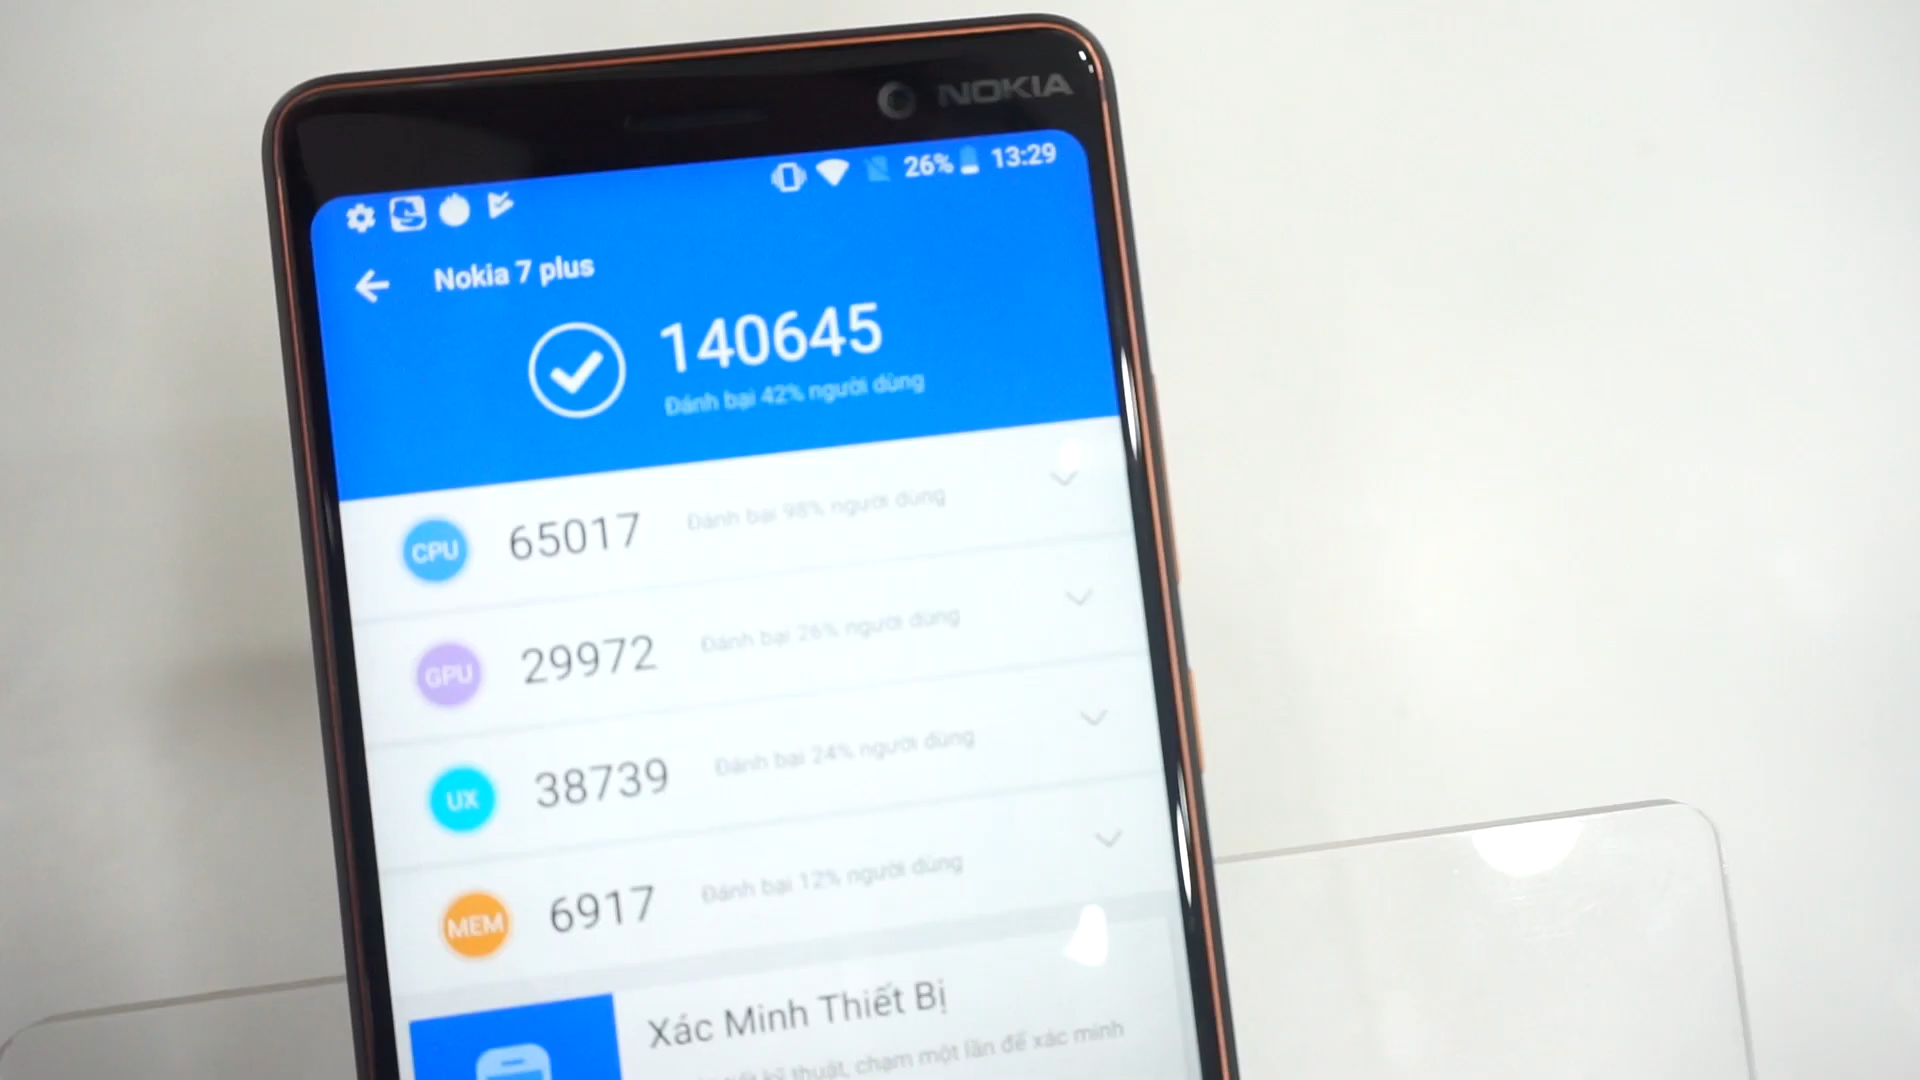 NOKIA
26% 13:29
Nokia 7 plus
140645
Đánh bại 42% người dùng
CPU 65017 Đánh bại 98% người dùng
GPU 29972 Đánh bại 26% người dùng
UX 38739 Đánh bại 24% người dùng
MEM 6917 Đánh bại 12% người dùng
Xác Minh Thiết Bị
kỹ thuật, chạm một lần để xác minh